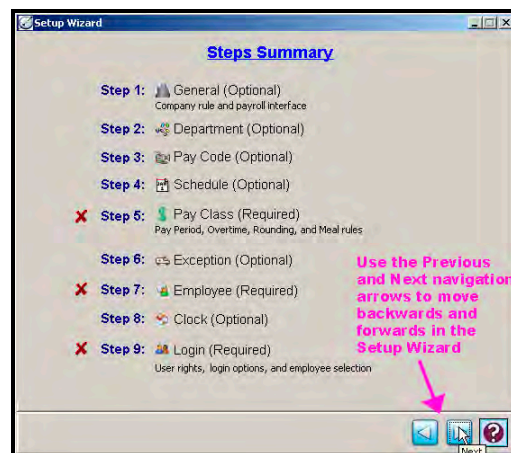 Setup Wizard
Steps Summary
Step 1: General (Optional)
Company rule and payroll interface
Step 2: Department (Optional)
Step 3: Pay Code (Optional)
Step 4: Schedule (Optional)
Step 5: Pay Class (Required)
Pay Period, Overtime, Rounding, and Meal rules
Step 6: Exception (Optional)
Step 7: Employee (Required)
Step 8: Clock (Optional)
Step 9: Login (Required)
User rights, login options, and employee selection
Use the Previous
and Next navigation
arrows to move
backwards and
forwards in the
Setup Wizard
Next